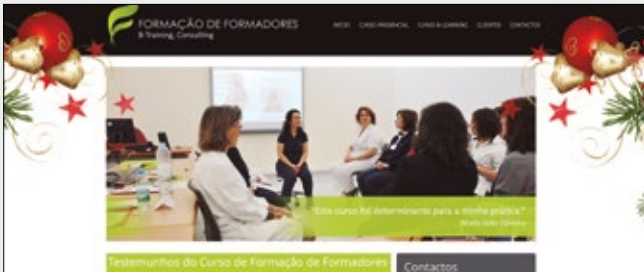 FORMAÇÃO DE FORMADORES
& Training, Consulting
INÍCIO CURSO PRESENCIAL CURSO B-LEARNING CLIENTES CONTACTOS
"Este curso foi determinante para a minha prática."
Testemunhos do Curso de Formação de Formadores
Contactos